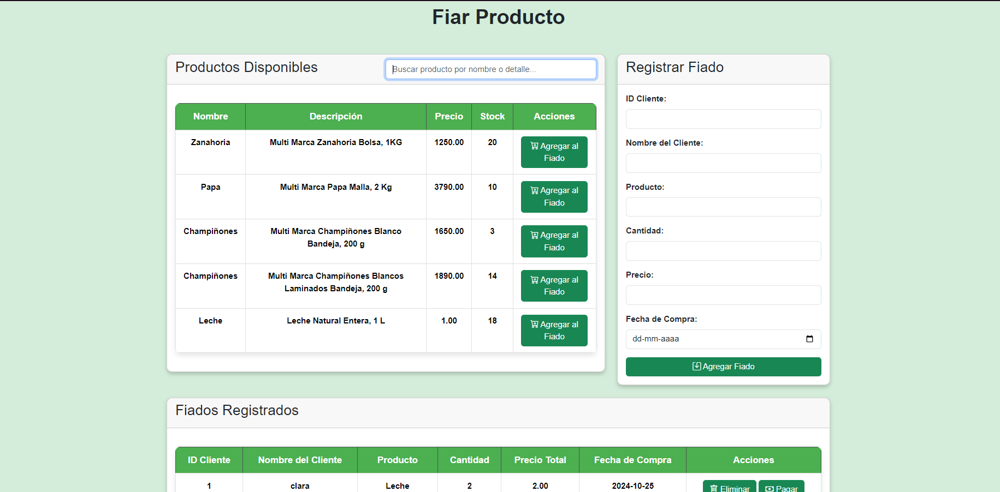 Fiar Producto
Productos Disponibles
Buscar producto por nombre o detalle...
Nombre Descripción Precio Stock Acciones
Zanahoria Multi Marca Zanahoria Bolsa, 1KG 1250.00 20 Agregar al
Fiado
Papa Multi Marca Papa Malla, 2 Kg 3790.00 10 Agregar al
Fiado
Champiñones Multi Marca Champiñones Blanco 1650.00 3 Agregar al
Bandeja, 200 g Fiado
Champiñones Multi Marca Champiñones Blancos 1890.00 14 Agregar al
Laminados Bandeja, 200 g Fiado
Leche Leche Natural Entera, 1 L 1.00 18 Agregar al
Fiado
Registrar Fiado
ID Cliente:
Nombre del Cliente:
Producto:
Cantidad:
Precio:
Fecha de Compra:
dd-mm-aaaa
Agregar Fiado
Fiados Registrados
ID Cliente Nombre del Cliente Producto Cantidad Precio Total Fecha de Compra Acciones
1 clara Leche 2 2.00 2024-10-25 Eliminar Pagar